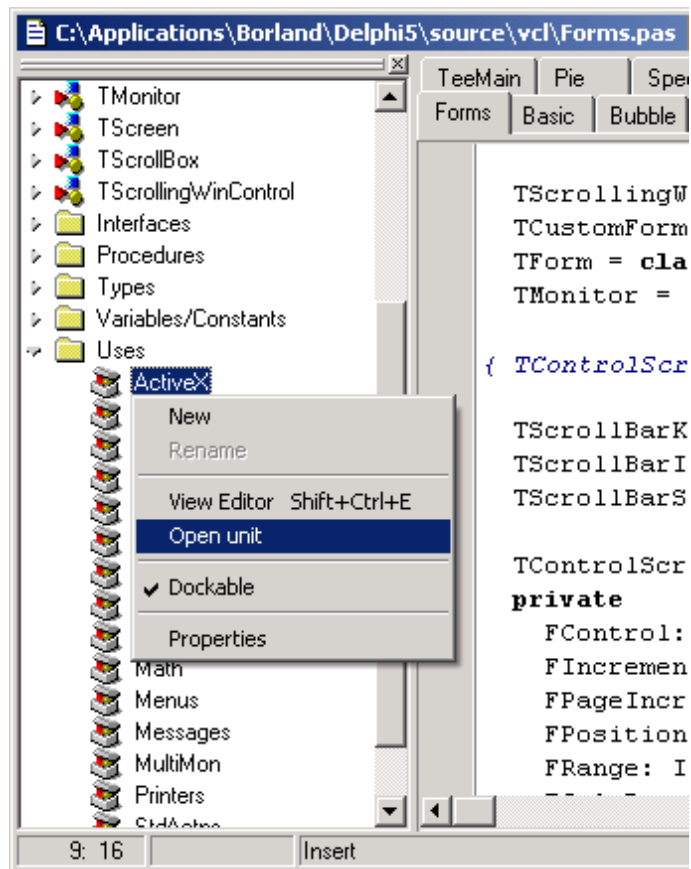 C:\Applications\Borland\Delphi5\source\vcl\Forms.pas
TMonitor
TScreen
TScrollBox
TScrollingWinControl
Interfaces
Procedures
Types
Variables/Constants
Uses
ActiveX
New
Rename
View Editor Shift+Ctrl+E
Open unit
Dockable
Properties
Math
Menus
Messages
MultiMon
Printers
StdActns
9: 16
Insert
TeeMain Pie Spe
Forms Basic Bubble
TScrollingW
TCustomForm
TForm = cla
TMonitor =
{ TControlScr
TScrollBarK
TScrollBarI
TScrollBarS
TControlScr
private
FControl:
FIncremen
FPageIncr
FPosition
FRange: I